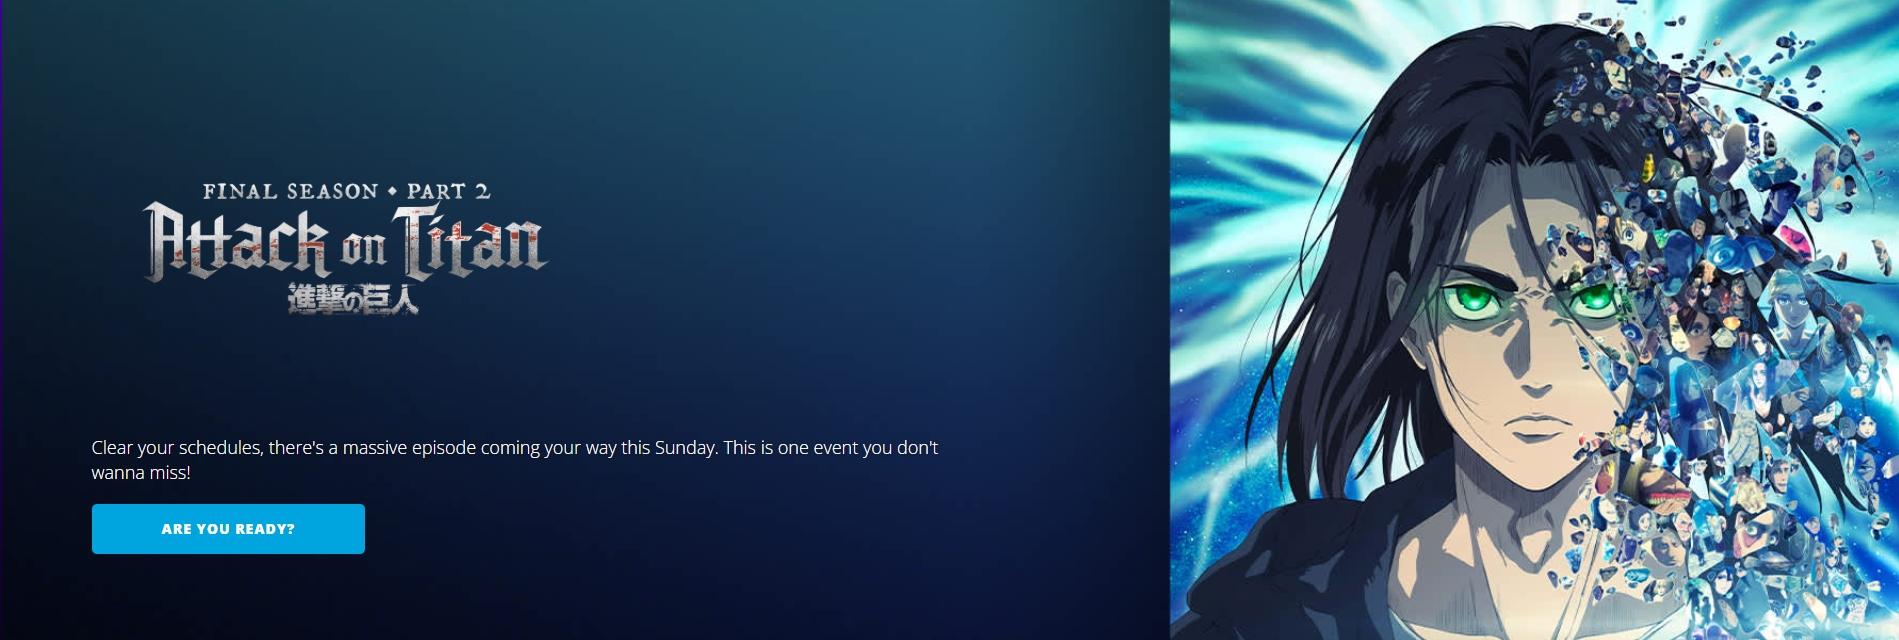 FINAL SEASON • PART 2
Attack on Titan
進撃の巨人
Clear your schedules, there's a massive episode coming your way this Sunday. This is one event you don't
wanna miss!
ARE YOU READY?